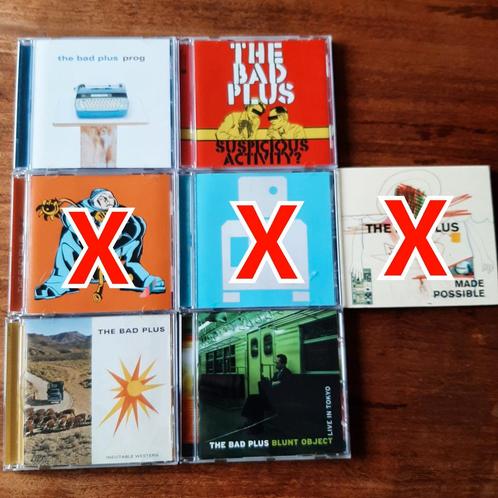 the bad plus prog
THE
BAD
PLUS
SUSPICIOUS
ACTIVITY?
X
X
X
THE PLUS
MADE
POSSIBLE
THE BAD PLUS
INEVITABLE WESTERN
THE BAD PLUS BLUNT OBJECT
LIVE IN TOKYO